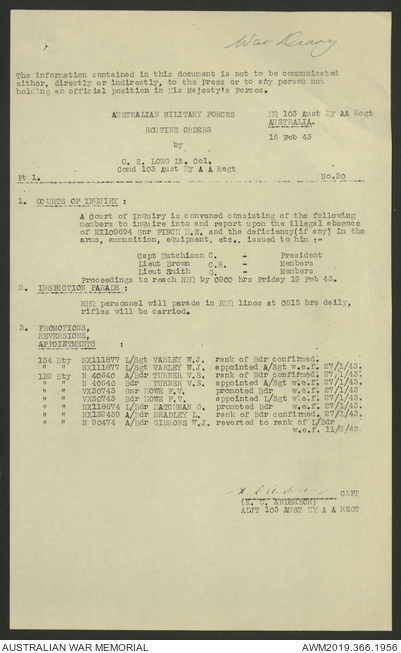 War Diary
The information contained in this document is not to be communicated
either, directly or indirectly, to the Press or to any person not
holding an official position in His Majesty's Forces.
AUSTRALIAN MILITARY FORCES
HQ 103 Aust Hy AA Regt
AUSTRALIA.
ROUTINE ORDERS
16 Feb 43
by
C. E. LONG Lt. Col.
Comd 103 Aust Hy A A Regt
Pt 1. No.20
1. COURTS OF INQUIRY :
A Court of Inquiry is convened consisting of the following
members to inquire into and report upon the illegal absence
of NX109694 Gnr FINCH M.E. and the deficiency(if any) in the
arms, ammunition, equipment, etc., issued to him :-
Capt Hutchison G. - President
Lieut Brown C.R. - Members
Lieut Smith G. - Members
Proceedings to reach RHQ by 0900 hrs Friday 19 Feb 43.
2. INSPECTION PARADE :
RHQ personnel will parade in RHQ lines at 0815 hrs daily,
rifles will be carried.
3. PROMOTIONS,
REVERSIONS,
APPOINTMENTS :
134 Bty NX111877 L/Sgt VARLEY W.J. rank of Bdr confirmed.
" " NX111877 L/Sgt VARLEY W.J. appointed A/Sgt w.e.f. 27/1/43.
132 Bty N 40640 A/Bdr TURNER V.S. rank of Bdr confirmed. 27/1/43.
" " N 40640 Bdr TURNER V.S. appointed A/Sgt w.e.f. 27/1/43.
" " VX30743 Gnr HOWE F.V. promoted Bdr w.e.f. 27/1/43
" " VX30743 Bdr HOWE F.V. appointed L/Sgt w.e.f. 27/1/43.
" " NX118674 L/Bdr HATCHMAN G. promoted Bdr w.e.f. 27/1/43.
" " NX132439 A/Bdr BRADLEY L. rank of Bdr confirmed. 27/1/43.
" " N 90474 A/Bdr GIBBONS W.J. reverted to rank of L/Bdr
w.e.f. 11/2/43.
CAPT
(K. C. ANDERSON)
ADJT 103 AUST HY A A REGT
AUSTRALIAN WAR MEMORIAL
AWM2019.366.1956